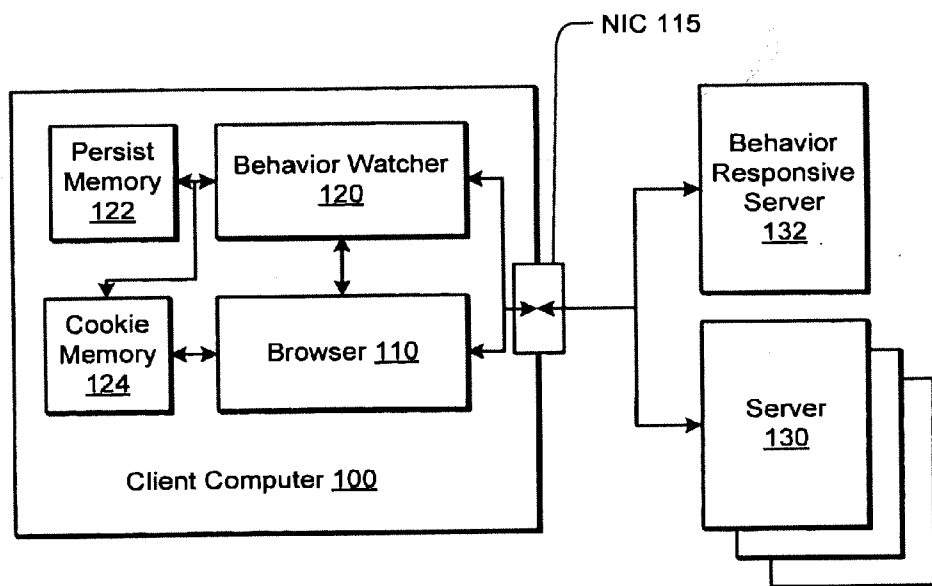 NIC 115
Persist
Memory
122
Behavior Watcher
120
Behavior
Responsive
Server
132
Cookie
Memory
124
Browser 110
Server
130
Client Computer 100